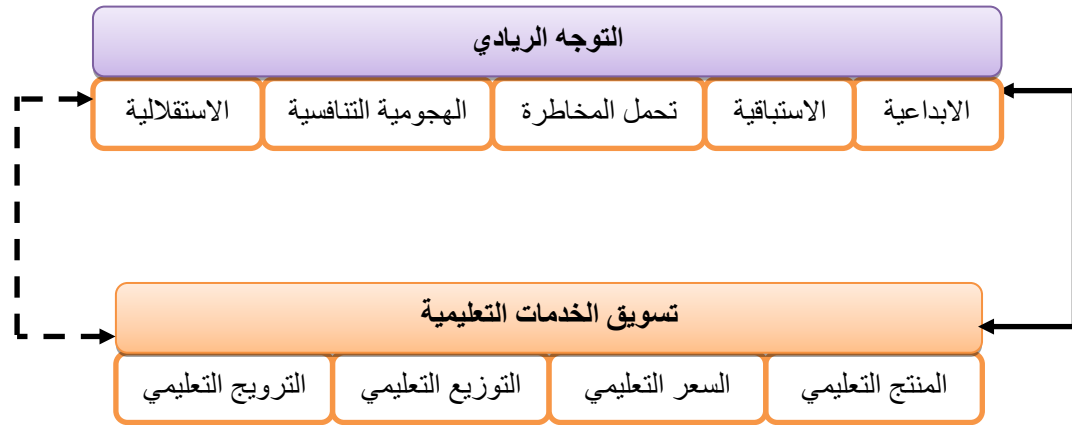 التوجه الريادي
الابداعية
الاستباقية
تحمل المخاطرة
الهجومية التنافسية
الاستقلالية
تسويق الخدمات التعليمية
المنتج التعليمي
السعر التعليمي
التوزيع التعليمي
الترويج التعليمي